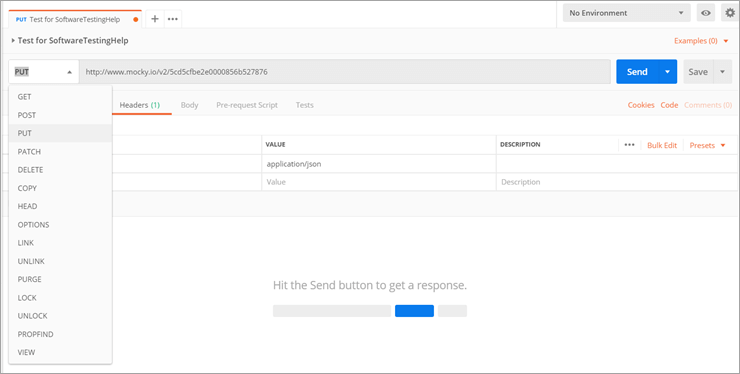 PUT Test for SoftwareTestingHelp
No Environment
Test for SoftwareTestingHelp
Examples (0)
PUT
http://www.mocky.io/v2/5cd5cfbe2e0000856b527876
Send
Save
GET
POST
PUT
PATCH
DELETE
COPY
HEAD
OPTIONS
LINK
UNLINK
PURGE
LOCK
UNLOCK
PROPFIND
VIEW
Headers (1) Body Pre-request Script Tests
Cookies Code Comments (0)
VALUE DESCRIPTION Bulk Edit Presets
application/json
Value Description
Hit the Send button to get a response.